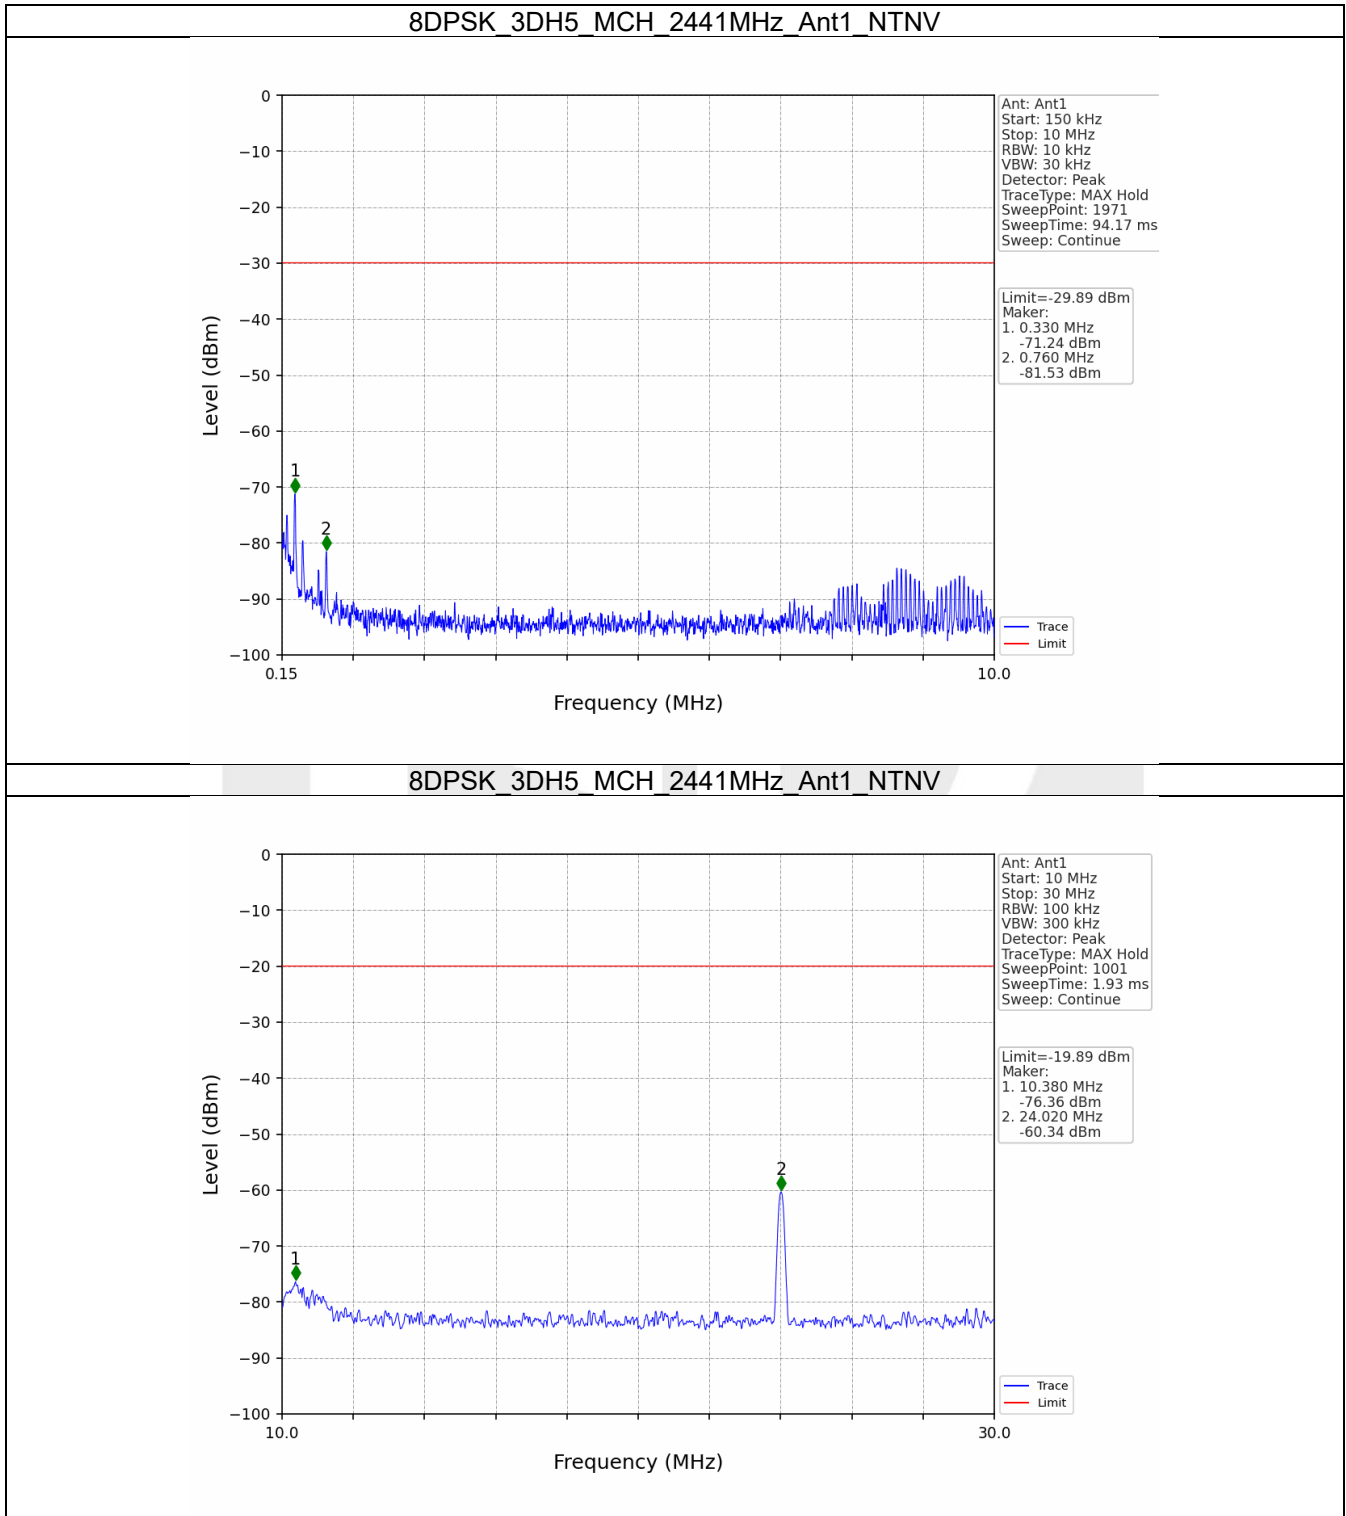 8DPSK_3DH5_MCH_2441MHz_Ant1_NTNV
0
−10
−20
−30
−40
−50
−60
−70
−80
−90
−100
Level (dBm)
1
2
0.15
10.0
Frequency (MHz)
Ant: Ant1
Start: 150 kHz
Stop: 10 MHz
RBW: 10 kHz
VBW: 30 kHz
Detector: Peak
TraceType: MAX Hold
SweepPoint: 1971
SweepTime: 94.17 ms
Sweep: Continue
Limit=-29.89 dBm
Maker:
1. 0.330 MHz
-71.24 dBm
2. 0.760 MHz
-81.53 dBm
Trace
Limit
8DPSK_3DH5_MCH_2441MHz_Ant1_NTNV
0
−10
−20
−30
−40
−50
−60
−70
−80
−90
−100
Level (dBm)
1
2
10.0
30.0
Frequency (MHz)
Ant: Ant1
Start: 10 MHz
Stop: 30 MHz
RBW: 100 kHz
VBW: 300 kHz
Detector: Peak
TraceType: MAX Hold
SweepPoint: 1001
SweepTime: 1.93 ms
Sweep: Continue
Limit=-19.89 dBm
Maker:
1. 10.380 MHz
-76.36 dBm
2. 24.020 MHz
-60.34 dBm
Trace
Limit